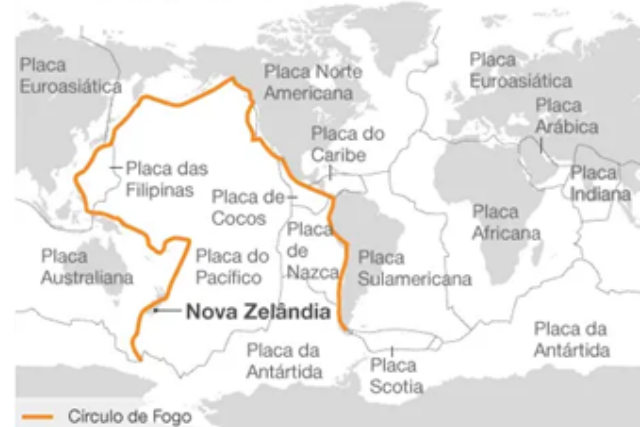 Placa
Euroasiática
Placa Norte
Americana
Placa
Euroasiática
Placa
Arábica
Placa do
Caribe
Placa das
Filipinas
Placa de
Cocos
Placa
Indiana
Placa
Africana
Placa
de
Nazca
Placa
Sulamericana
Placa
Australiana
Placa do
Pacífico
Nova Zelândia
Placa da
Antártida
Placa
Scotia
Placa da
Antártida
Círculo de Fogo